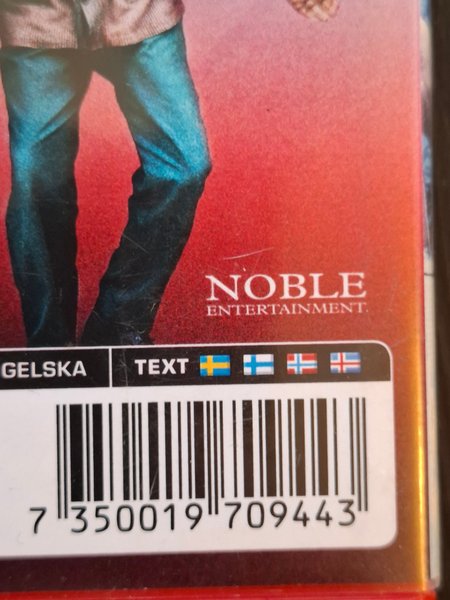 NOBLE
ENTERTAINMENT.
GELSKA TEXT
7 350019 709443